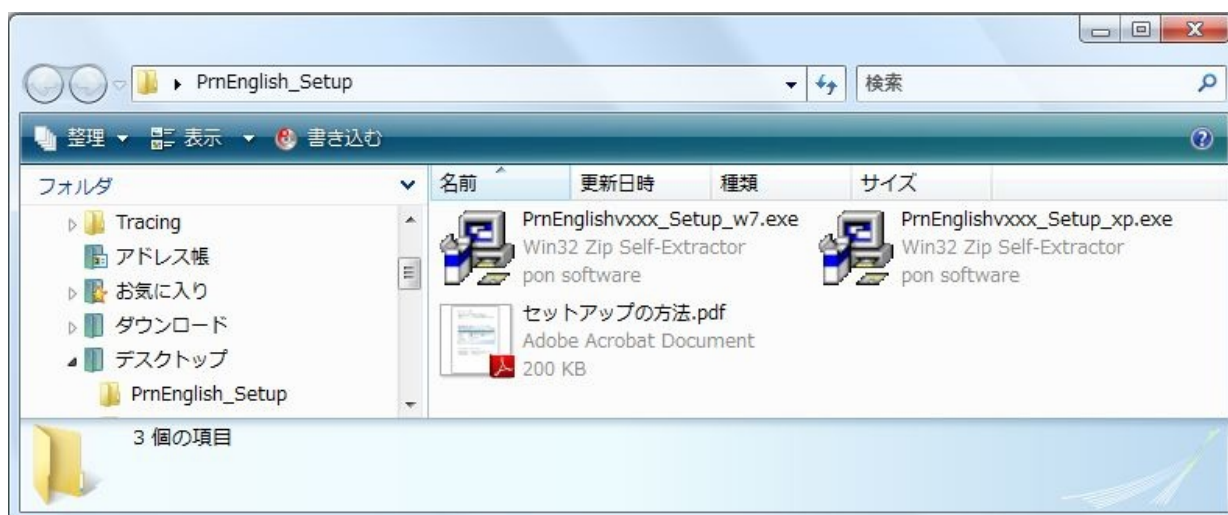 PrnEnglish_Setup
検索
整理 表示 書き込む
フォルダ
名前 更新日時 種類 サイズ
Tracing
アドレス帳
お気に入り
ダウンロード
デスクトップ
PrnEnglish_Setup
PrnEnglishvxxx_Setup_w7.exe
Win32 Zip Self-Extractor
pon software
PrnEnglishvxxx_Setup_xp.exe
Win32 Zip Self-Extractor
pon software
セットアップの方法.pdf
Adobe Acrobat Document
200 KB
3 個の項目